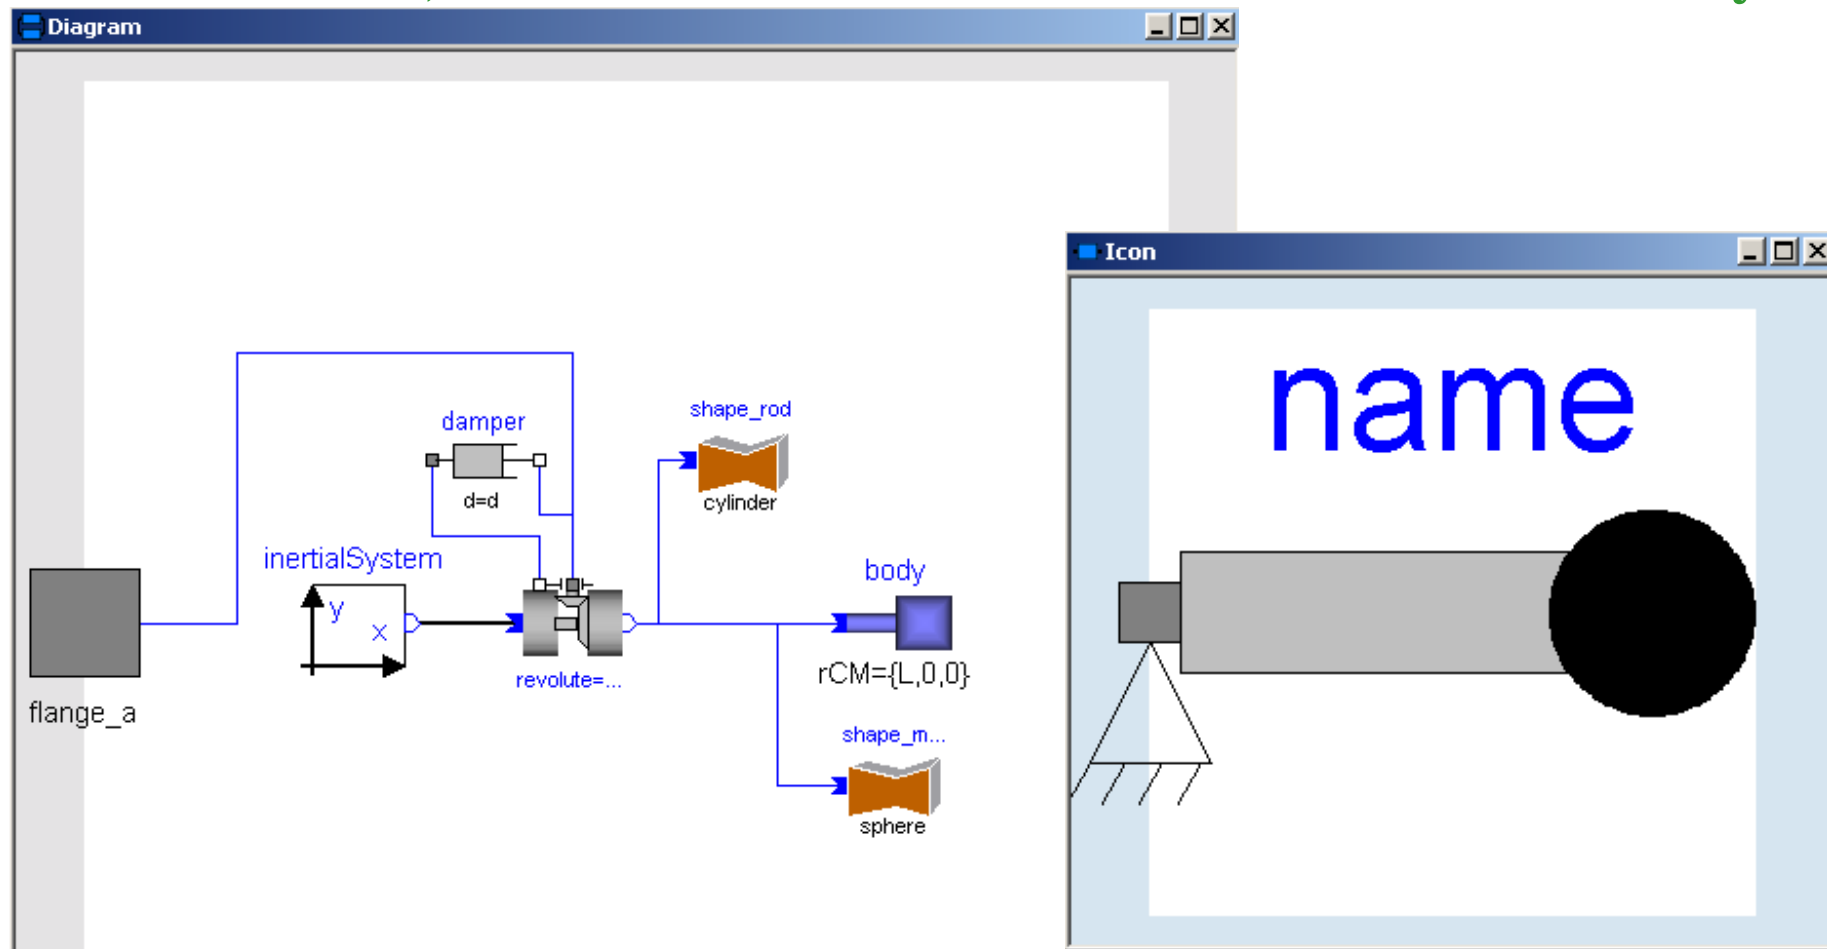 Diagram
shape_rod
damper
cylinder
d=d
inertialSystem
y
x
body
revolute=...
rCM={L,0,0}
flange_a
shape_m...
sphere
Icon
name